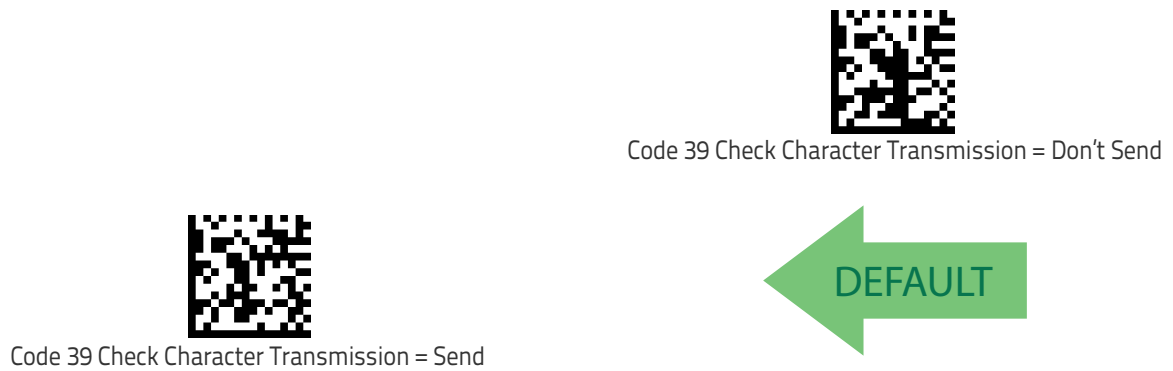 Code 39 Check Character Transmission = Don't Send
DEFAULT
Code 39 Check Character Transmission = Send